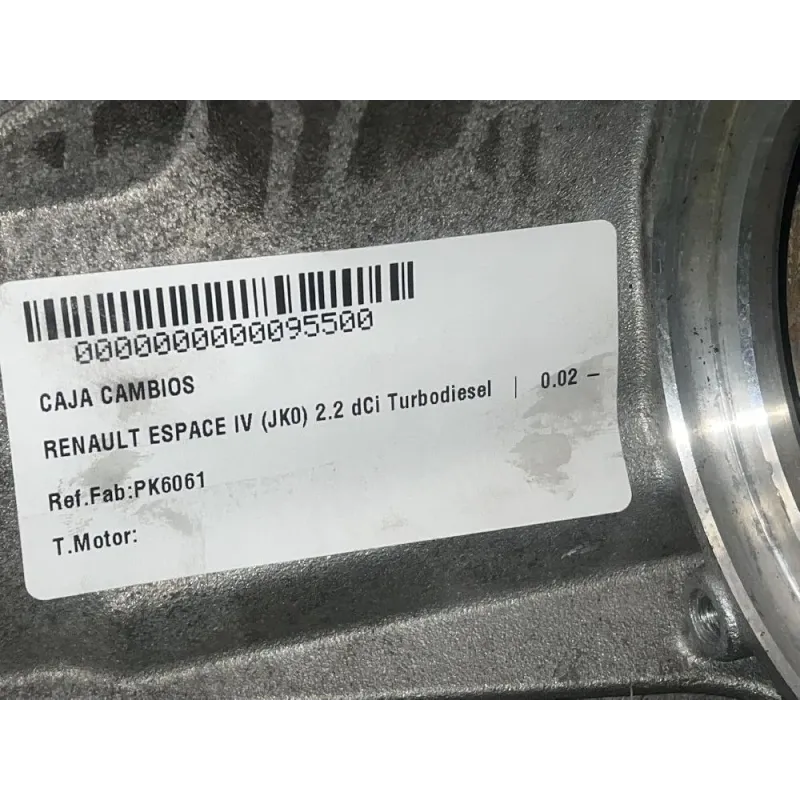 0000000000095500
CAJA CAMBIOS
RENAULT ESPACE IV (JK0) 2.2 dCi Turbodiesel | 0.02 –
Ref.Fab:PK6061
T.Motor: